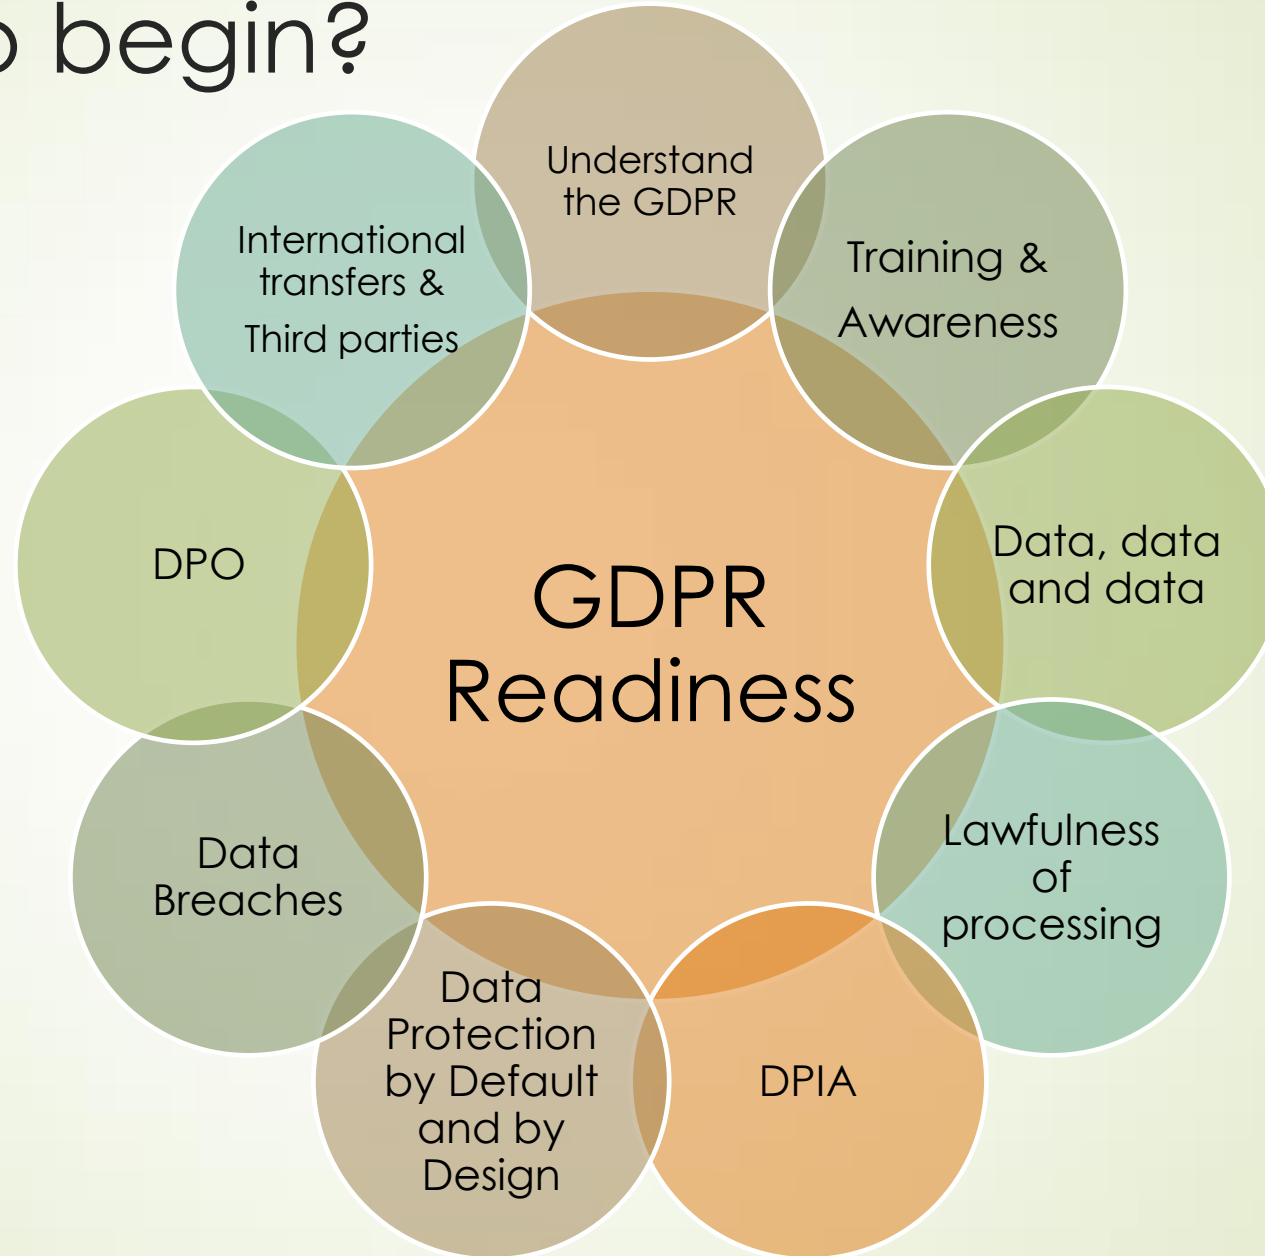 begin?
Understand
the GDPR
Training &
Awareness
Data, data
and data
Lawfulness
of
processing
DPIA
Data
Protection
by Default
and by
Design
Data
Breaches
DPO
International
transfers &
Third parties
GDPR
Readiness